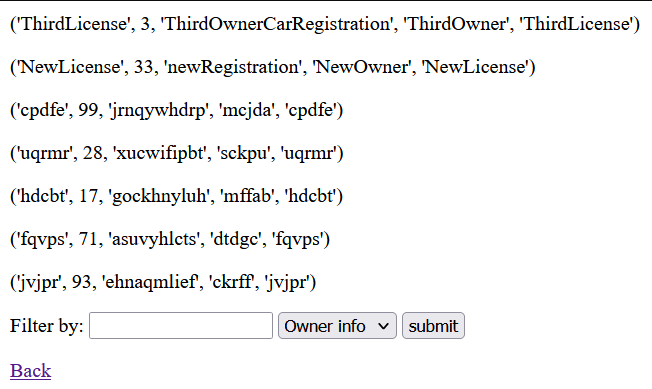 ('ThirdLicense', 3, 'ThirdOwnerCarRegistration', 'ThirdOwner', 'ThirdLicense')
('NewLicense', 33, 'newRegistration', 'NewOwner', 'NewLicense')
('cpdfe', 99, 'jrnqywhdrp', 'mcjda', 'cpdfe')
('uqrmr', 28, 'xucwifipbt', 'sckpu', 'uqrmr')
('hdcbt', 17, 'gockhnyluh', 'mffab', 'hdcbt')
('fqvps', 71, 'asuvyhlcts', 'dtdgc', 'fqvps')
('jvjpr', 93, 'ehnaqmlief', 'ckrff', 'jvjpr')
Filter by: Owner info submit
Back